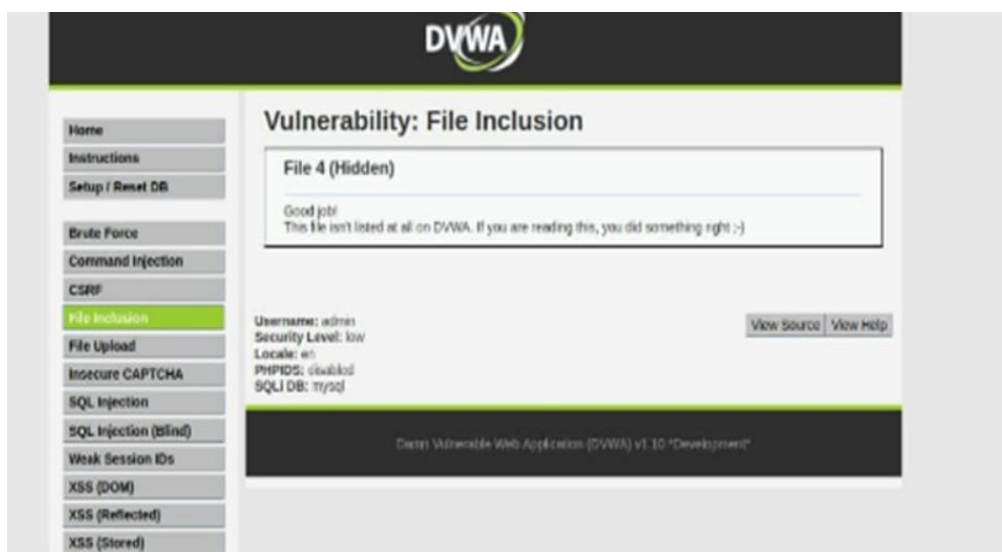 DVWA
Home
Instructions
Setup / Reset DB
Brute Force
Command Injection
CSRF
File Inclusion
File Upload
Insecure CAPTCHA
SQL Injection
SQL Injection (Blind)
Weak Session IDs
XSS (DOM)
XSS (Reflected)
XSS (Stored)
Vulnerability: File Inclusion
File 4 (Hidden)
Good job!
This file isn't listed at all on DVWA. If you are reading this, you did something right ;-)
Username: admin
Security Level: low
Locale: en
PHPIDS: disabled
SQLi DB: mysql
View Source View Help
Damn Vulnerable Web Application (DVWA) v1.10 *Development*